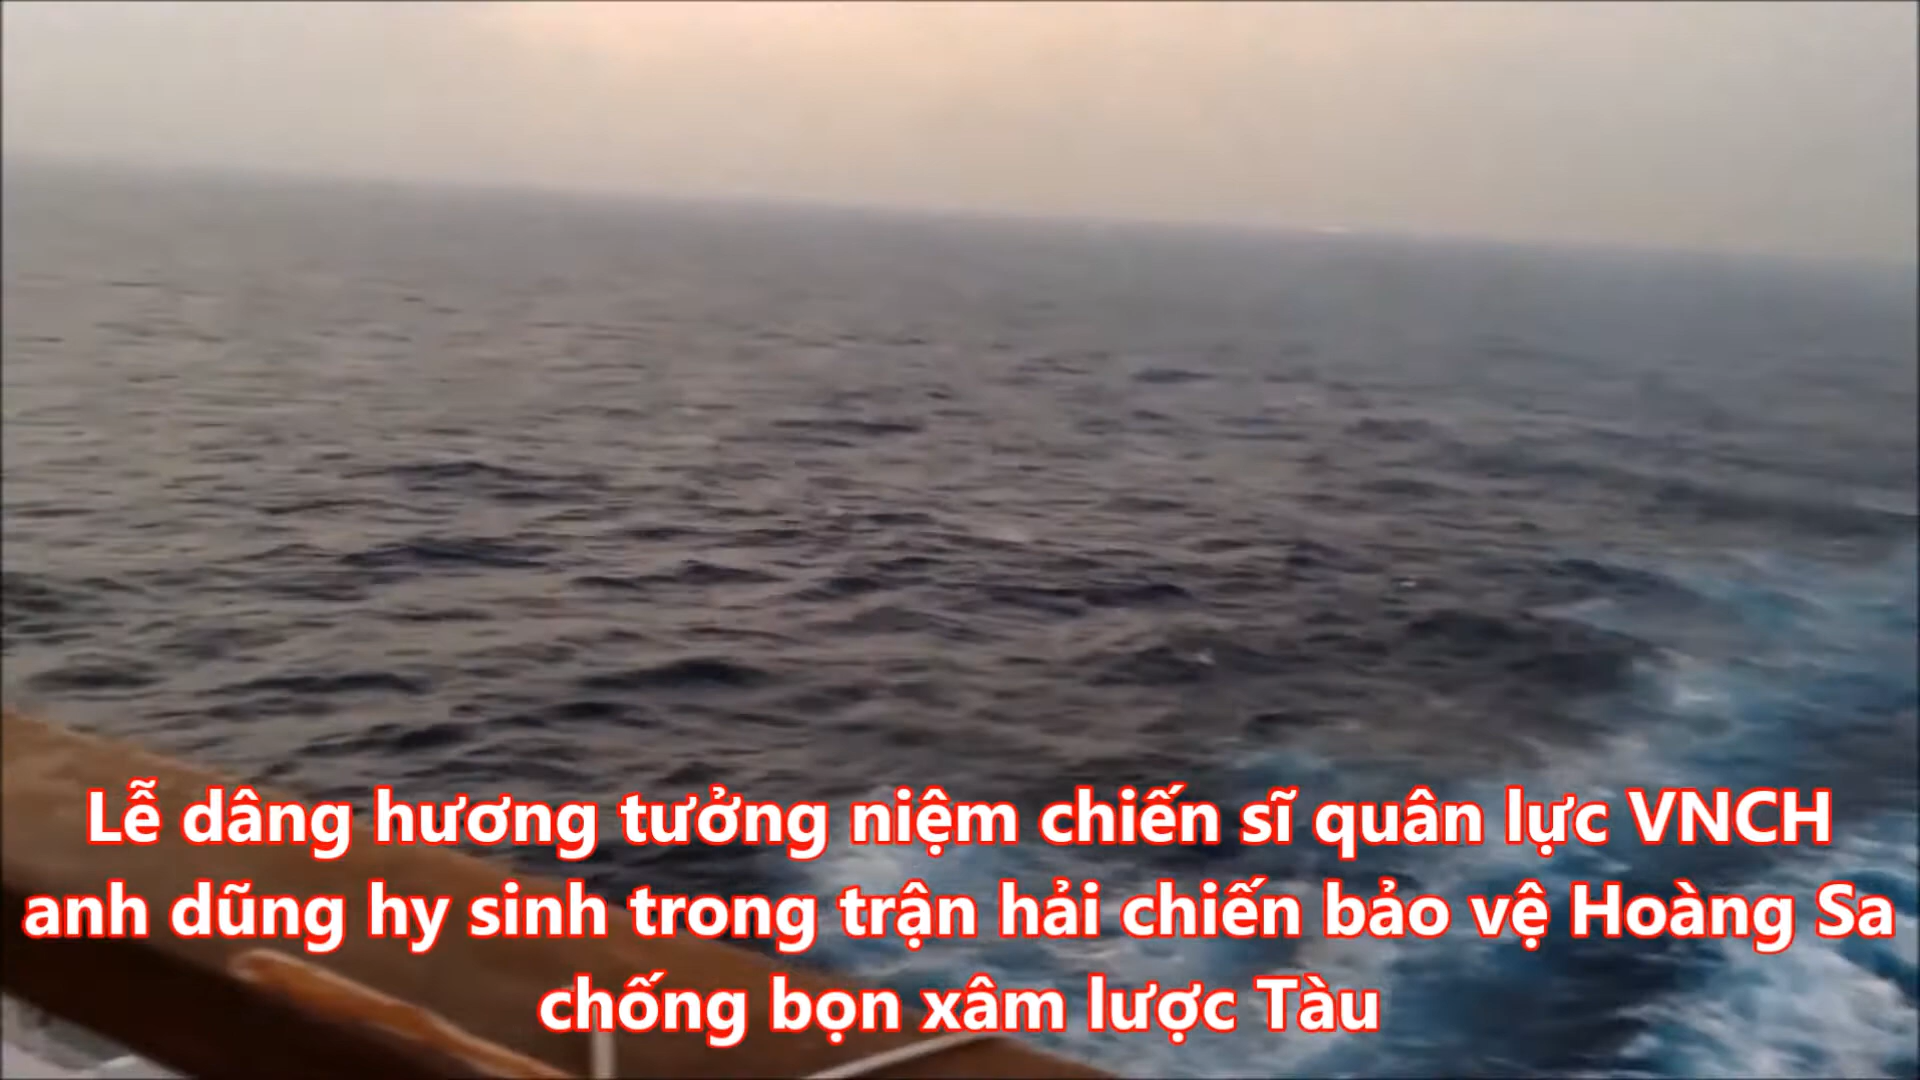 Lễ dâng hương tưởng niệm chiến sĩ quân lực VNCH
anh dũng hy sinh trong trận hải chiến bảo vệ Hoàng Sa
chống bọn xâm lược Tàu